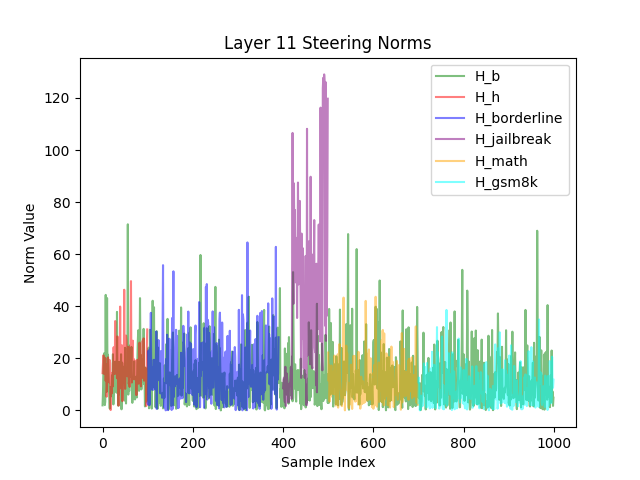 Layer 11 Steering Norms
H_b
H_h
H_borderline
H_jailbreak
H_math
H_gsm8k
Norm Value
120
100
80
60
40
20
0
0
200
400
600
800
1000
Sample Index